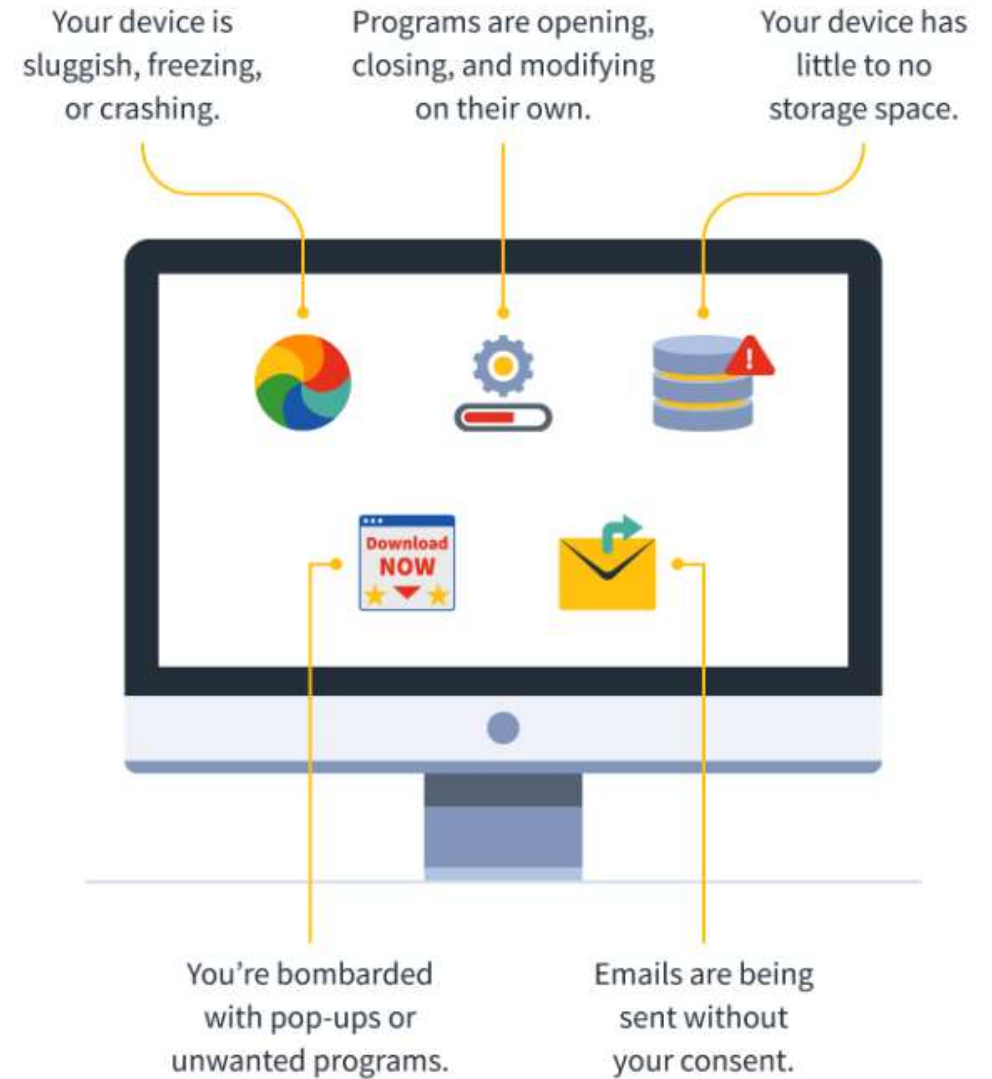 Your device is
sluggish, freezing,
or crashing.
Programs are opening,
closing, and modifying
on their own.
Your device has
little to no
storage space.
Download
NOW
You’re bombarded
with pop-ups or
unwanted programs.
Emails are being
sent without
your consent.